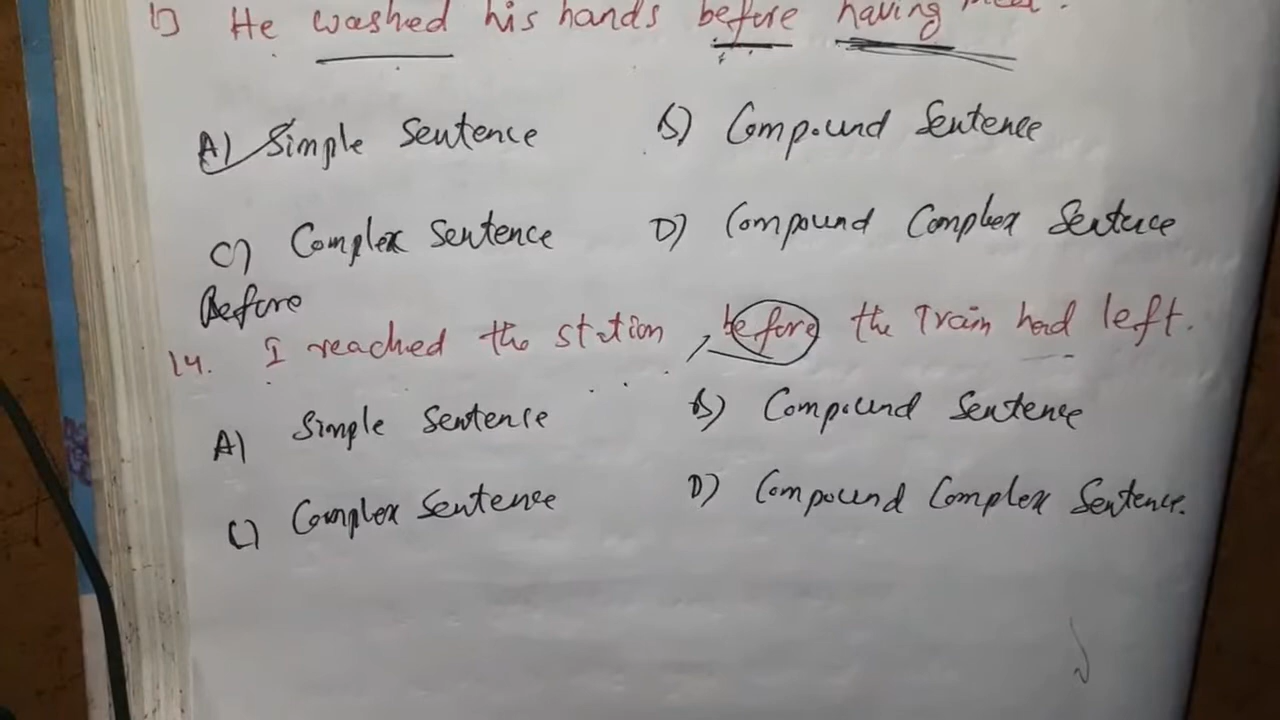 He washed his hands before having
A) Simple Sentence B) Compound Sentence
C) Complex Sentence D) Compound Complex Sentence
Before
14. I reached the station, before the Train had left.
A) Simple Sentence B) Compound Sentence
C) Complex Sentence D) Compound Complex Sentence.